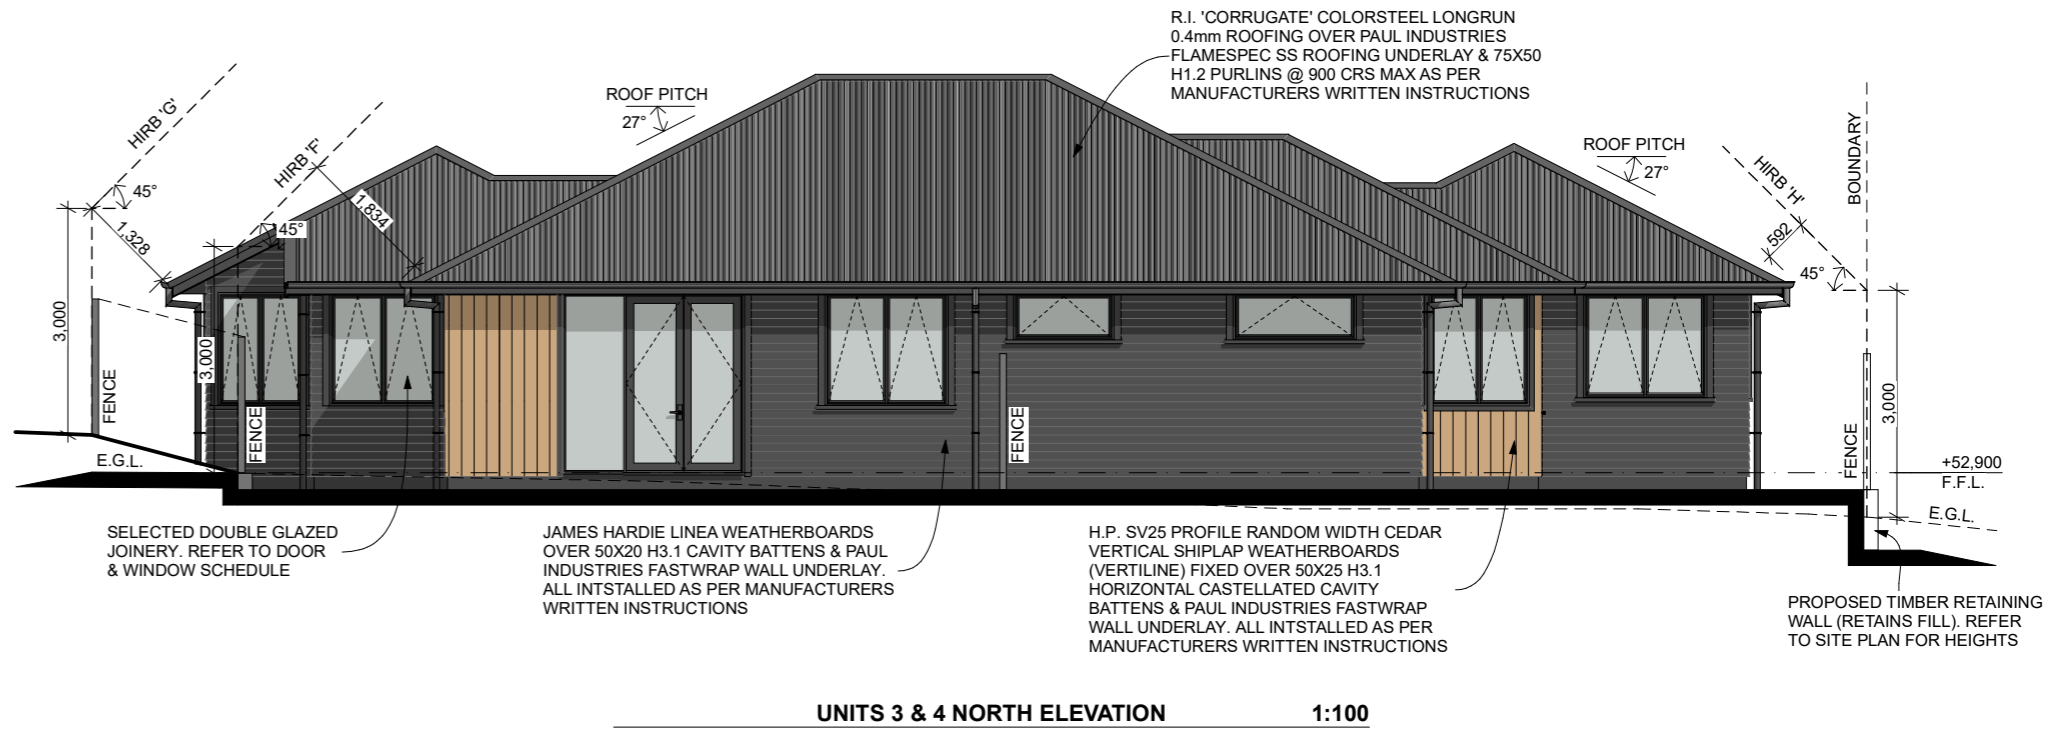 R.I. 'CORRUGATE' COLORSTEEL LONGRUN
0.4mm ROOFING OVER PAUL INDUSTRIES
FLAMESPEC SS ROOFING UNDERLAY & 75X50
H1.2 PURLINS @ 900 CRS MAX AS PER
MANUFACTURERS WRITTEN INSTRUCTIONS
ROOF PITCH
27°
ROOF PITCH
27°
HIRB 'G'
45°
HIRB 'F'
45°
HIRB 'H'
45°
BOUNDARY
1,328
1,834
592
3,000
3,000
3,000
FENCE
FENCE
FENCE
FENCE
E.G.L.
+52,900
F.F.L.
E.G.L.
SELECTED DOUBLE GLAZED
JOINERY. REFER TO DOOR
& WINDOW SCHEDULE
JAMES HARDIE LINEA WEATHERBOARDS
OVER 50X20 H3.1 CAVITY BATTENS & PAUL
INDUSTRIES FASTWRAP WALL UNDERLAY.
ALL INTSTALLED AS PER MANUFACTURERS
WRITTEN INSTRUCTIONS
H.P. SV25 PROFILE RANDOM WIDTH CEDAR
VERTICAL SHIPLAP WEATHERBOARDS
(VERTILINE) FIXED OVER 50X25 H3.1
HORIZONTAL CASTELLATED CAVITY
BATTENS & PAUL INDUSTRIES FASTWRAP
WALL UNDERLAY. ALL INTSTALLED AS PER
MANUFACTURERS WRITTEN INSTRUCTIONS
PROPOSED TIMBER RETAINING
WALL (RETAINS FILL). REFER
TO SITE PLAN FOR HEIGHTS
UNITS 3 & 4 NORTH ELEVATION 1:100